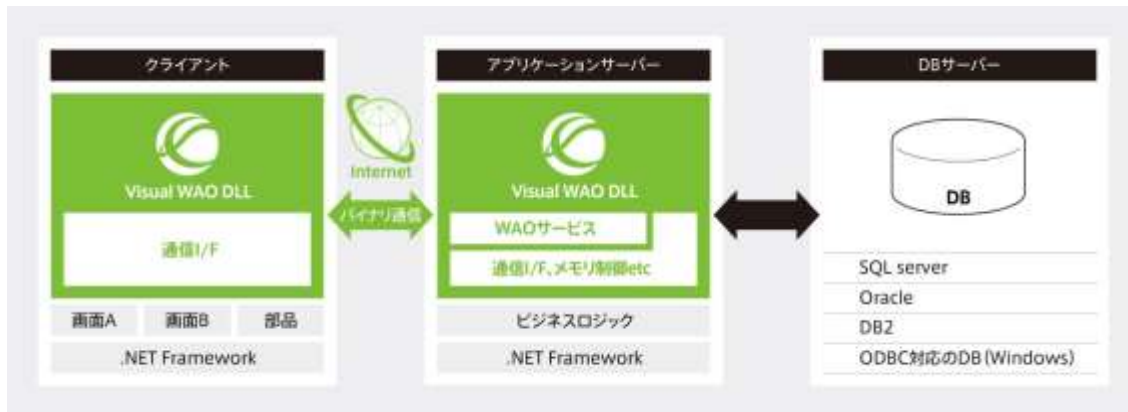 クライアント
Visual WAO DLL
通信I/F
画面A
画面B
部品
.NET Framework
Internet
バイナリ通信
アプリケーションサーバー
Visual WAO DLL
WAOサービス
通信I/F、メモリ制御etc
ビジネスロジック
.NET Framework
DBサーバー
DB
SQL server
Oracle
DB2
ODBC対応のDB(Windows)